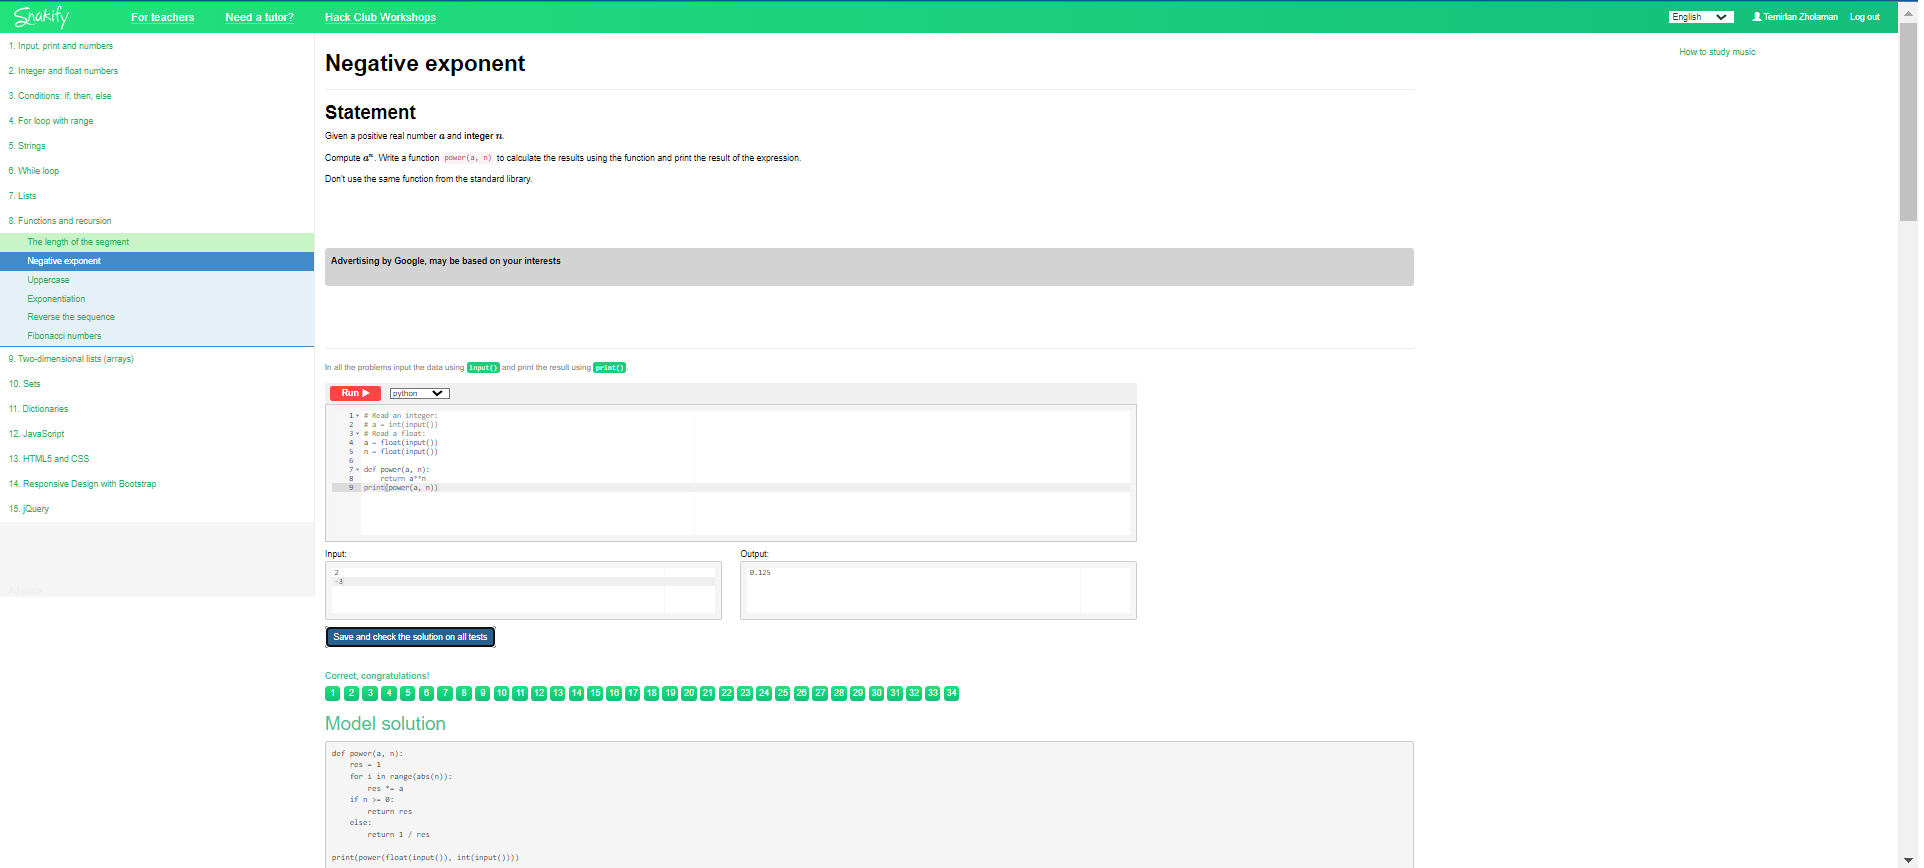 Snakify
For teachers
Need a tutor?
Hack Club Workshops
English
Temirlan Zholaman
Log out
1. Input, print and numbers
2. Integer and float numbers
3. Conditions: if, then, else
4. For loop with range
5. Strings
6. While loop
7. Lists
8. Functions and recursion
The length of the segment
Negative exponent
Uppercase
Exponentiation
Reverse the sequence
Fibonacci numbers
9. Two-dimensional lists (arrays)
10. Sets
11. Dictionaries
12. JavaScript
13. HTML5 and CSS
14. Responsive Design with Bootstrap
15. jQuery
How to study music
Negative exponent
Statement
Given a positive real number a and integer n.
Compute aⁿ. Write a function power(a, n) to calculate the results using the function and print the result of the expression.
Don't use the same function from the standard library.
Advertising by Google, may be based on your interests
In all the problems input the data using input() and print the result using print().
Run
python
1 # Read an integer:
2 # a = int(input())
3 # Read a float:
4 a = float(input())
5 n = float(input())
6
7 def power(a, n):
8     return a**n
9 print(power(a, n))
Input:
2
-3
Output:
0.125
Save and check the solution on all tests
Correct, congratulations!
1 2 3 4 5 6 7 8 9 10 11 12 13 14 15 16 17 18 19 20 21 22 23 24 25 26 27 28 29 30 31 32 33 34
Model solution
def power(a, n):
    res = 1
    for i in range(abs(n)):
        res *= a
    if n >= 0:
        return res
    else:
        return 1 / res
print(power(float(input()), int(input())))